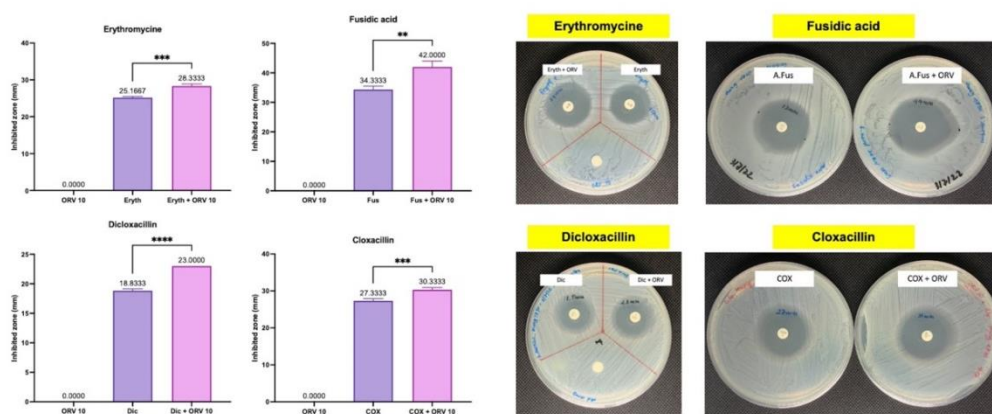 Erythromycine
Inhibited zone (mm)
40
30
20
10
0
***
0.0000
25.1667
28.3333
ORV 10
Eryth
Eryth + ORV 10
Fusidic acid
Inhibited zone (mm)
50
40
30
20
10
0
**
0.0000
34.3333
42.0000
ORV 10
Fus
Fus + ORV 10
Dicloxacillin
Inhibited zone (mm)
25
20
15
10
5
0
****
0.0000
18.8333
23.0000
ORV 10
Dic
Dic + ORV 10
Cloxacillin
Inhibited zone (mm)
40
30
20
10
0
***
0.0000
27.3333
30.3333
ORV 10
COX
COX + ORV 10
Erythromycine
Eryth + ORV
Eryth
Fusidic acid
A.Fus
A.Fus + ORV
Dicloxacillin
Dic
Dic + ORV
23mm
Cloxacillin
COX
COX + ORV